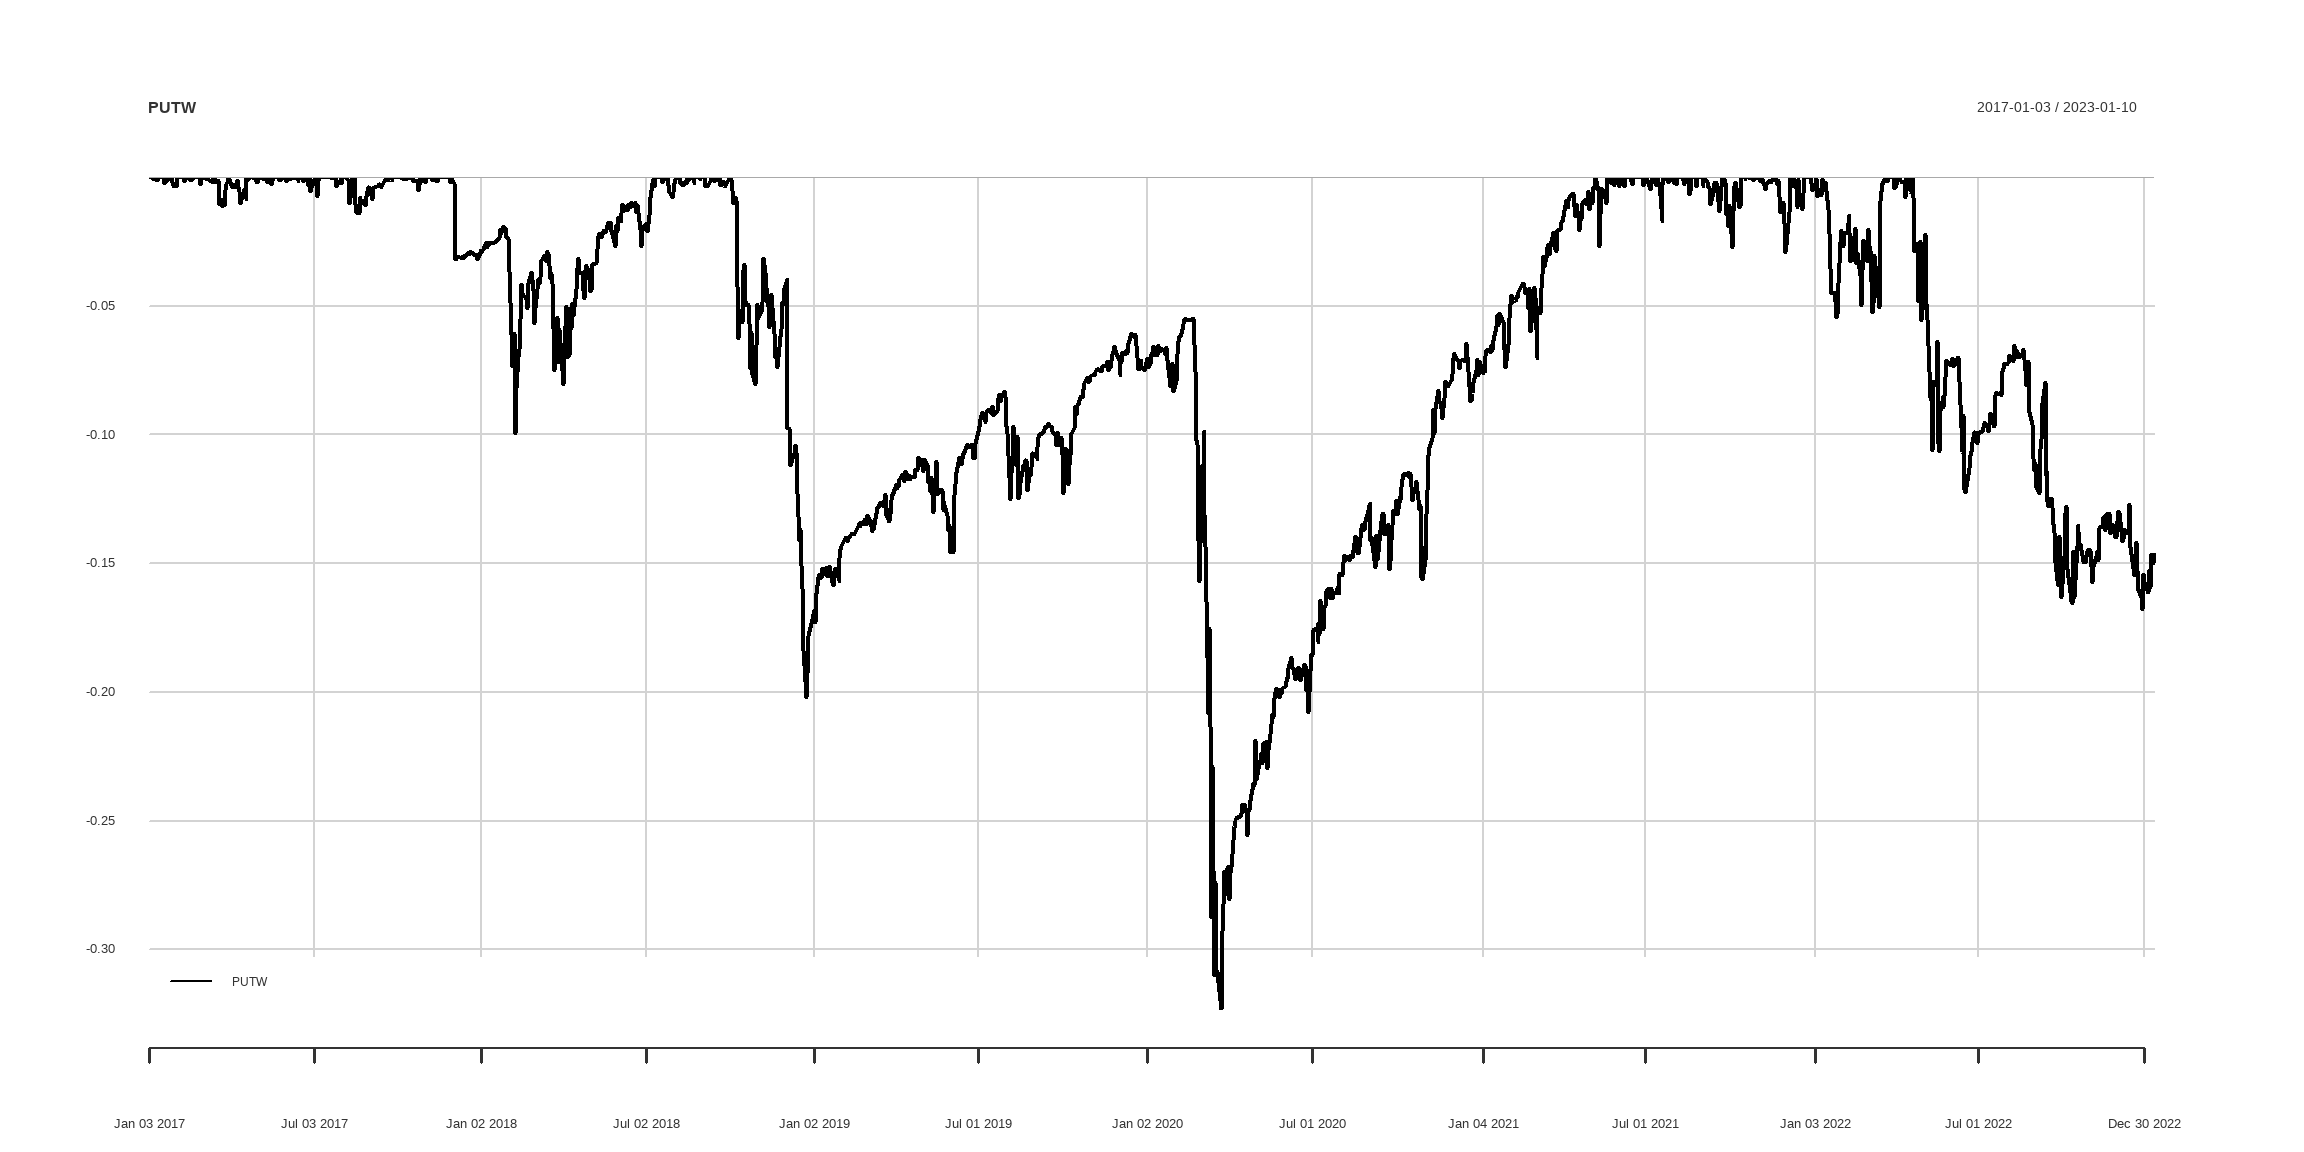 PUTW
2017-01-03 / 2023-01-10
-0.05
-0.10
-0.15
-0.20
-0.25
-0.30
PUTW
Jan 03 2017
Jul 03 2017
Jan 02 2018
Jul 02 2018
Jan 02 2019
Jul 01 2019
Jan 02 2020
Jul 01 2020
Jan 04 2021
Jul 01 2021
Jan 03 2022
Jul 01 2022
Dec 30 2022